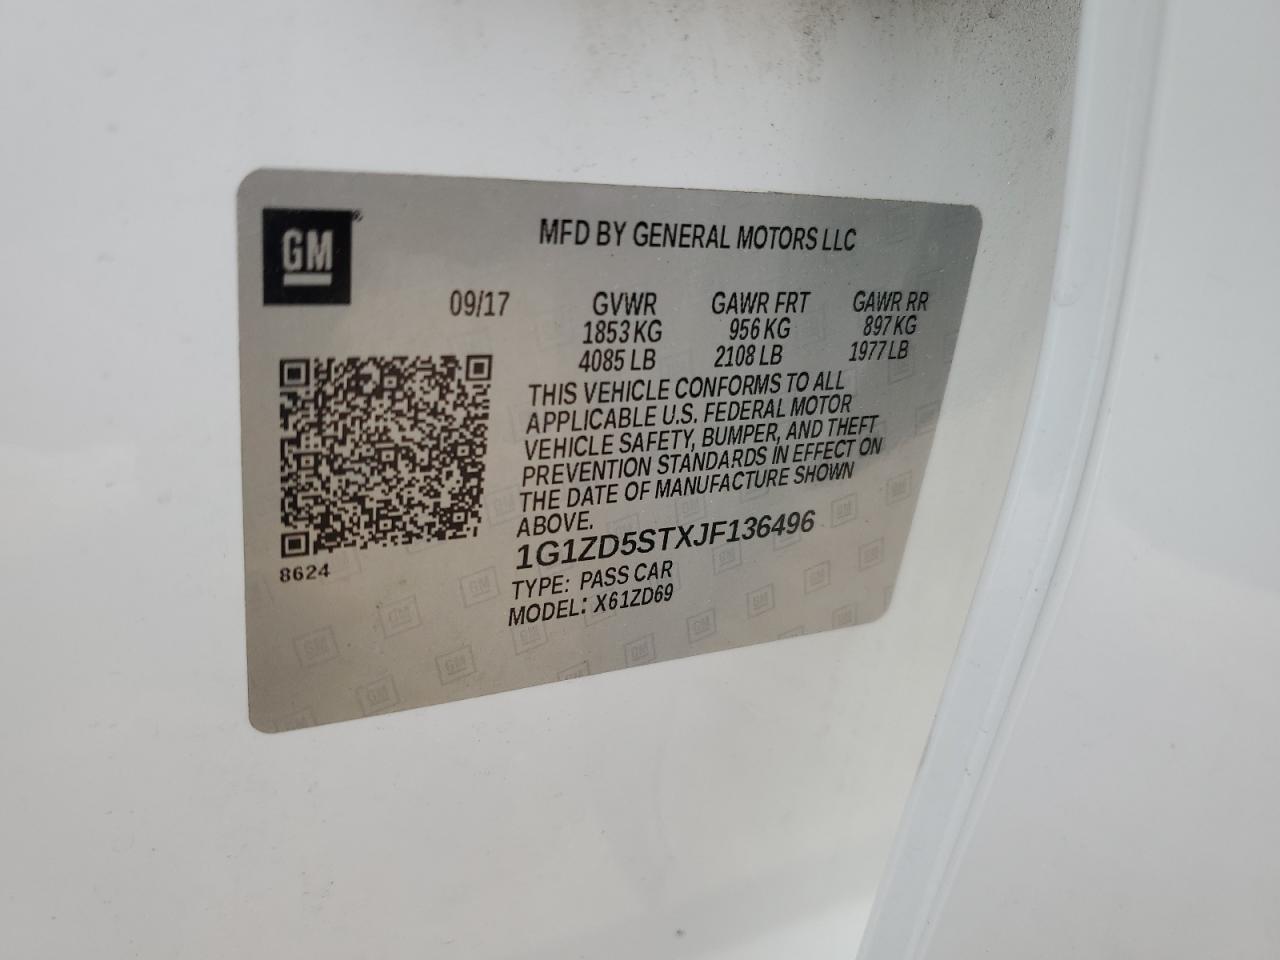 GM
MFD BY GENERAL MOTORS LLC
09/17 GVWR GAWR FRT GAWR RR
1853 KG 956 KG 897 KG
4085 LB 2108 LB 1977 LB
THIS VEHICLE CONFORMS TO ALL
APPLICABLE U.S. FEDERAL MOTOR
VEHICLE SAFETY, BUMPER, AND THEFT
PREVENTION STANDARDS IN EFFECT ON
THE DATE OF MANUFACTURE SHOWN
ABOVE.
1G1ZD5STXJF136496
8624
TYPE: PASS CAR
MODEL: X61ZD69